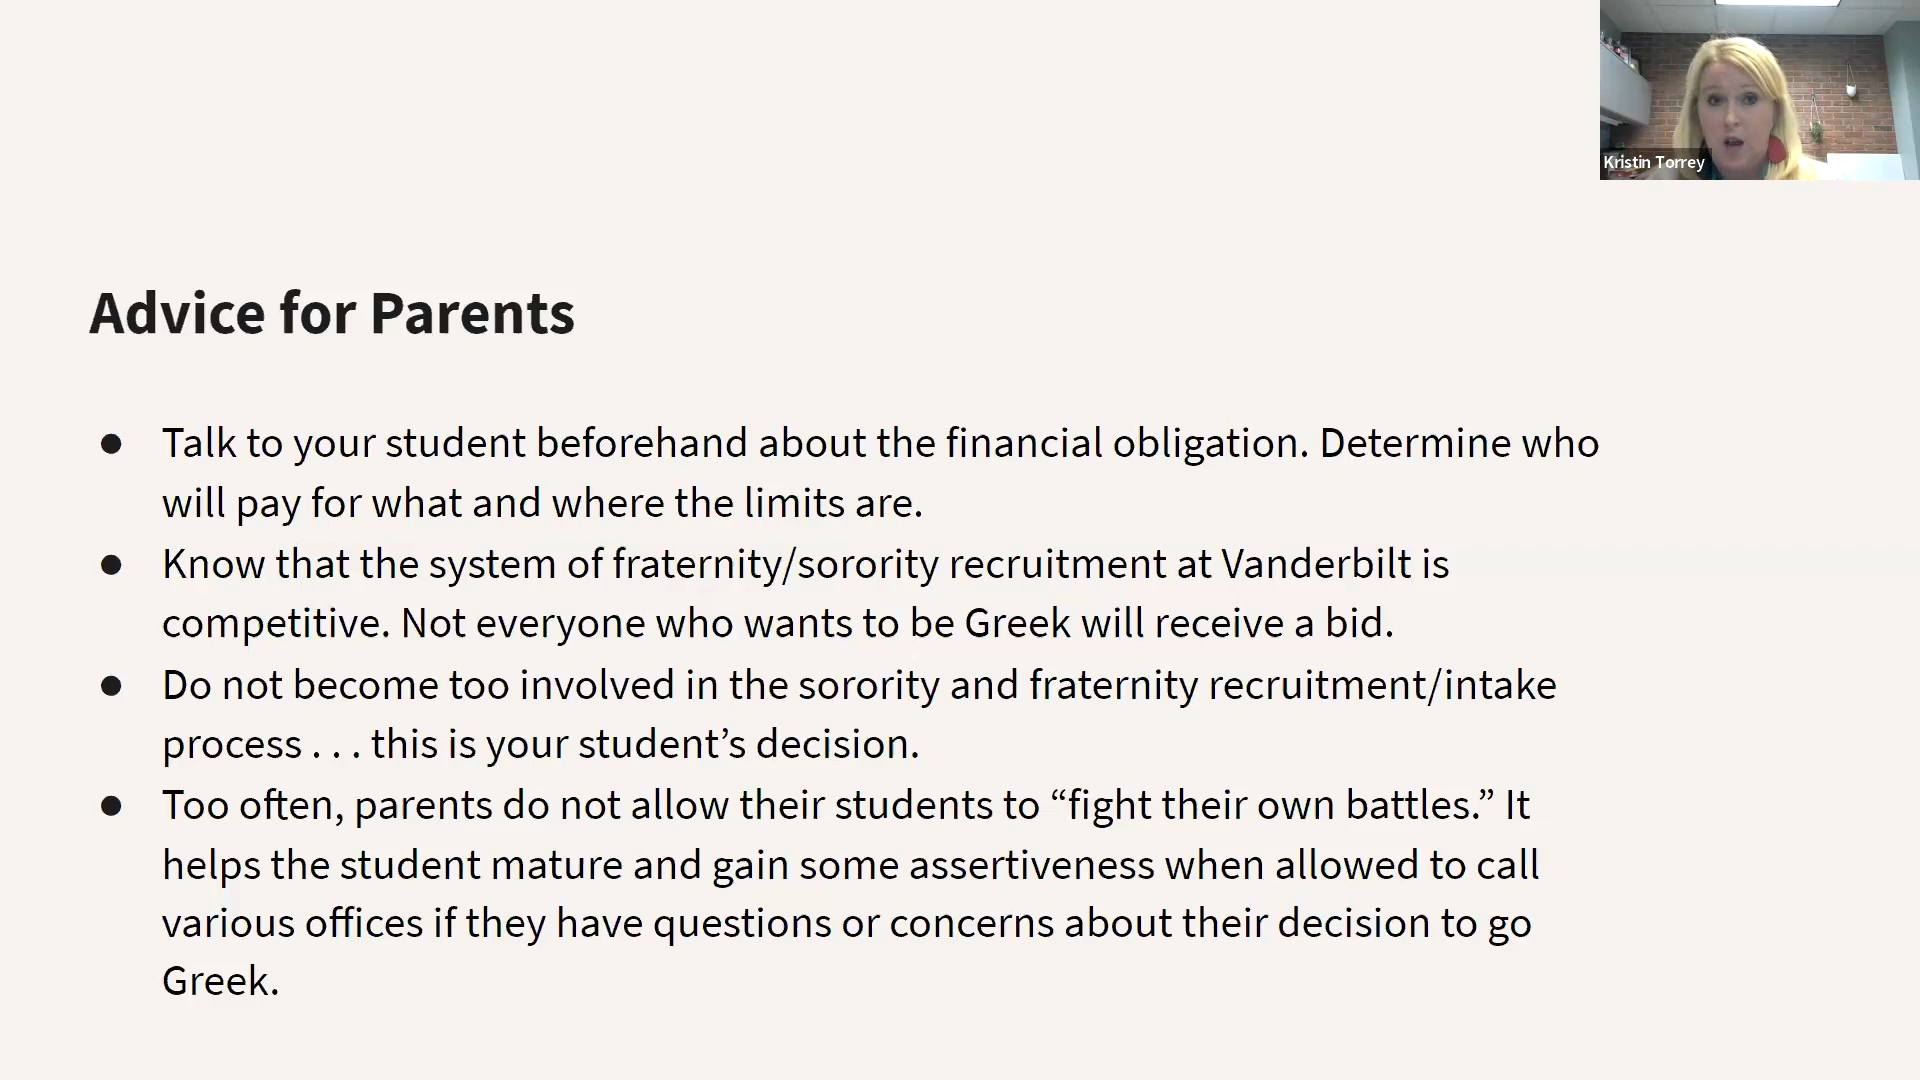 Kristin Torrey
Advice for Parents
● Talk to your student beforehand about the financial obligation. Determine who
will pay for what and where the limits are.
● Know that the system of fraternity/sorority recruitment at Vanderbilt is
competitive. Not everyone who wants to be Greek will receive a bid.
● Do not become too involved in the sorority and fraternity recruitment/intake
process . . . this is your student’s decision.
● Too often, parents do not allow their students to “fight their own battles.” It
helps the student mature and gain some assertiveness when allowed to call
various offices if they have questions or concerns about their decision to go
Greek.